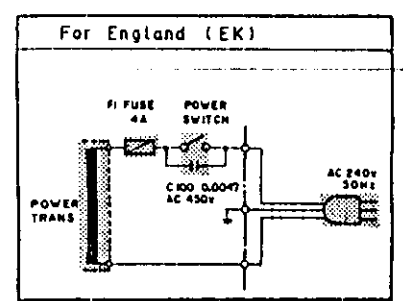 For England (EK)
F1 FUSE
4A
POWER
SWITCH
C100 0.0047
AC 450v
POWER
TRANS
AC 240v
50Hz